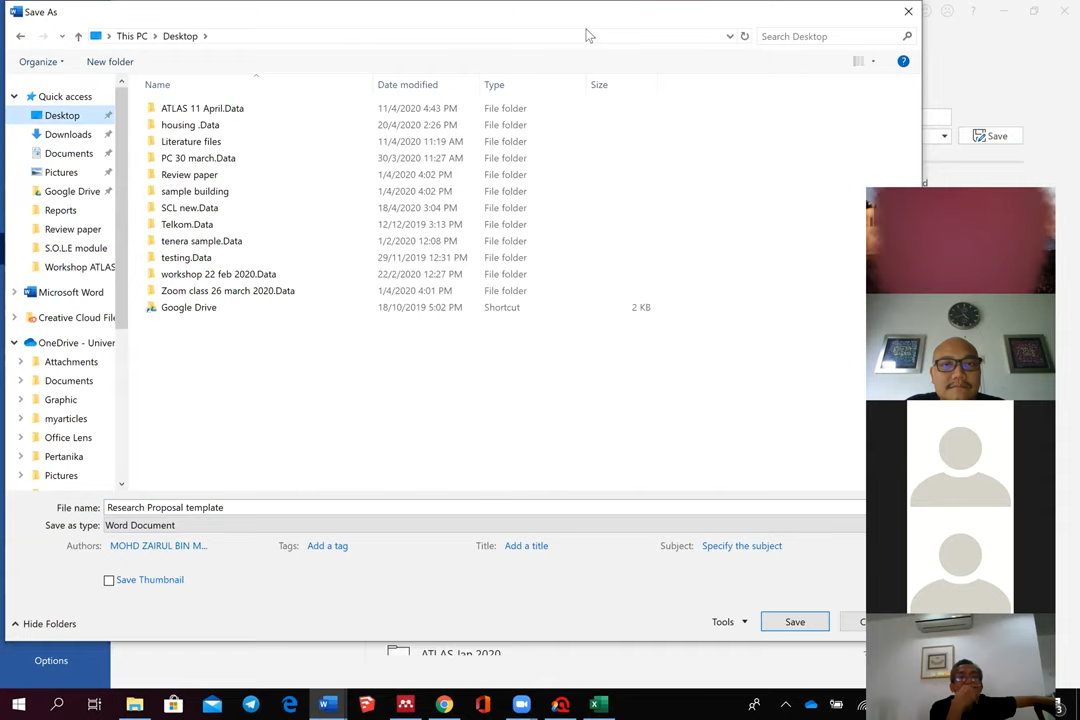 Save As
This PC
Desktop
Search Desktop
Organize
New folder
Name
Date modified
Type
Size
Quick access
Desktop
Downloads
Documents
Pictures
Google Drive
Reports
Review paper
S.O.L.E module
Workshop ATLAS
Microsoft Word
Creative Cloud File
OneDrive - Univer
Attachments
Documents
Graphic
myarticles
Office Lens
Pertanika
Pictures
ATLAS 11 April.Data 11/4/2020 4:43 PM File folder
housing .Data 20/4/2020 2:26 PM File folder
Literature files 11/4/2020 11:19 AM File folder
PC 30 march.Data 30/3/2020 11:27 AM File folder
Review paper 1/4/2020 4:02 PM File folder
sample building 1/4/2020 4:02 PM File folder
SCL new.Data 18/4/2020 3:04 PM File folder
Telkom.Data 12/12/2019 3:13 PM File folder
tenera sample.Data 1/2/2020 12:08 PM File folder
testing.Data 29/11/2019 12:31 PM File folder
workshop 22 feb 2020.Data 22/2/2020 12:27 PM File folder
Zoom class 26 march 2020.Data 1/4/2020 4:01 PM File folder
Google Drive 18/10/2019 5:02 PM Shortcut 2 KB
Save
File name: Research Proposal template
Save as type: Word Document
Authors: MOHD ZAIRUL BIN M...
Tags: Add a tag
Title: Add a title
Subject: Specify the subject
Save Thumbnail
Hide Folders
Tools
Save
Options
ATLAS Jan 2020
3